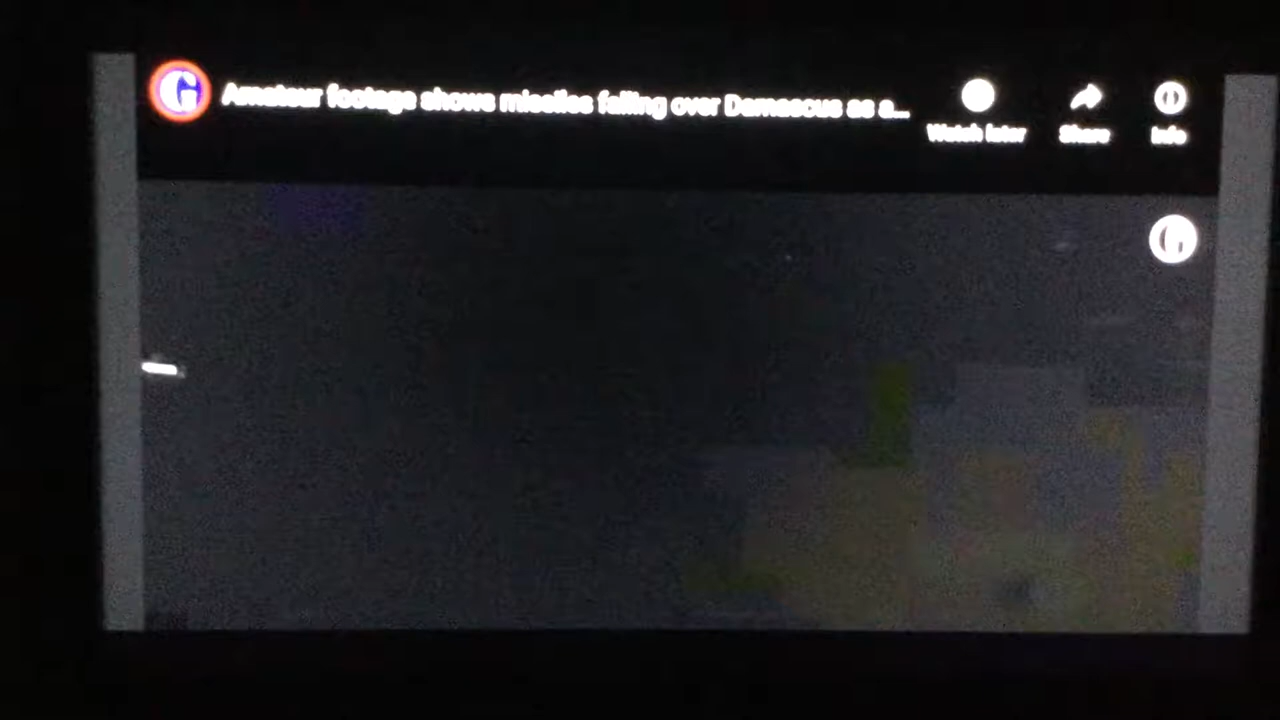 G Amateur footage shows missiles falling over Damascus as a...
Watch later
Share
Info
G